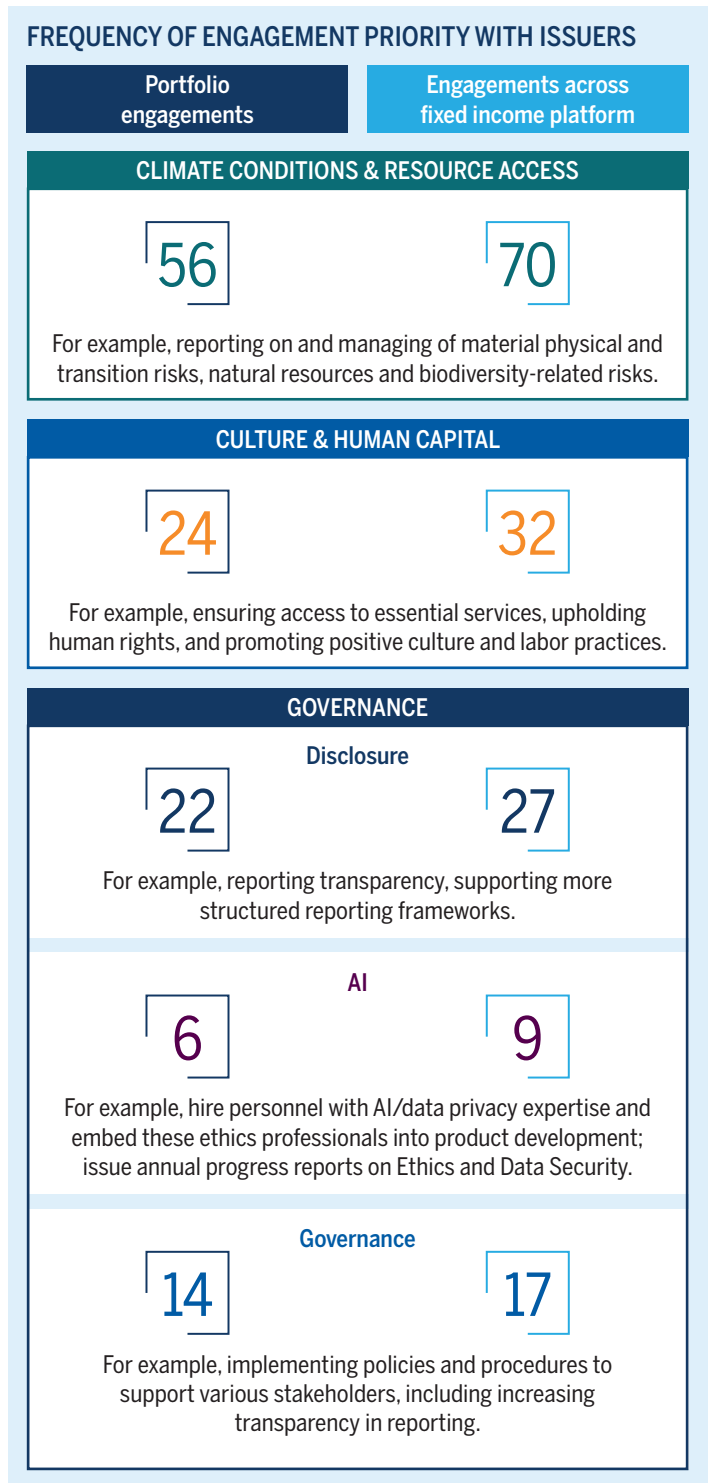 FREQUENCY OF ENGAGEMENT PRIORITY WITH ISSUERS
Portfolio
engagements
Engagements across
fixed income platform
CLIMATE CONDITIONS & RESOURCE ACCESS
56
70
For example, reporting on and managing of material physical and
transition risks, natural resources and biodiversity-related risks.
CULTURE & HUMAN CAPITAL
24
32
For example, ensuring access to essential services, upholding
human rights, and promoting positive culture and labor practices.
GOVERNANCE
Disclosure
22
27
For example, reporting transparency, supporting more
structured reporting frameworks.
AI
6
9
For example, hire personnel with AI/data privacy expertise and
embed these ethics professionals into product development;
issue annual progress reports on Ethics and Data Security.
Governance
14
17
For example, implementing policies and procedures to
support various stakeholders, including increasing
transparency in reporting.